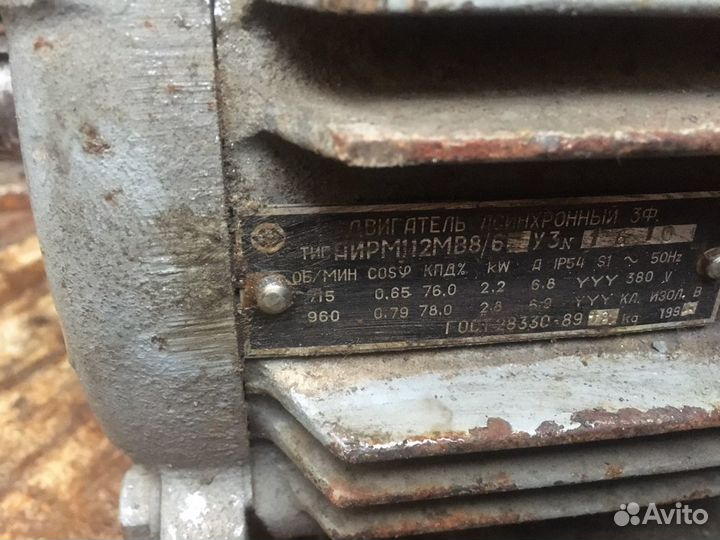 ДВИГАТЕЛЬ АСИНХРОННЫЙ 3Ф.
ТИП АИРМ112МВ8/6 У3 N
ОБ/МИН COSφ КПД% kW А IP54 S1 ~ 50Hz
715 0.65 76.0 2.2 6.8 YYY 380 V
960 0.79 78.0 2.8 6.9 YYY КЛ. ИЗОЛ. В
ГОСТ 28330-89 kg 199
Avito